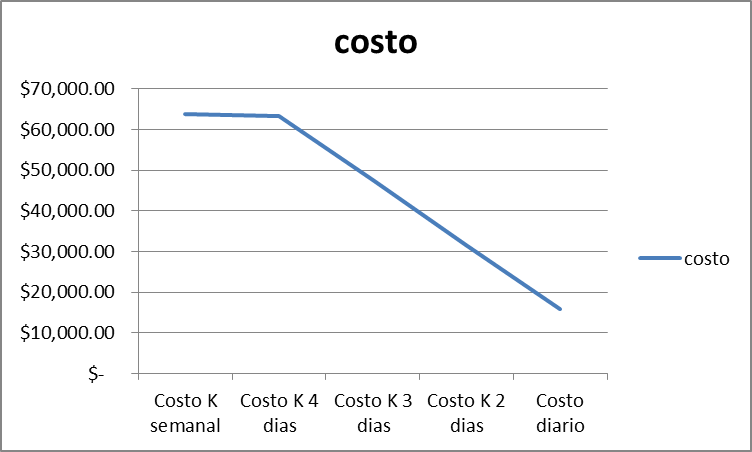 costo
$70,000.00
$60,000.00
$50,000.00
$40,000.00
$30,000.00
$20,000.00
$10,000.00
$-
Costo K
semanal
Costo K 4
dias
Costo K 3
dias
Costo K 2
dias
Costo
diario
costo